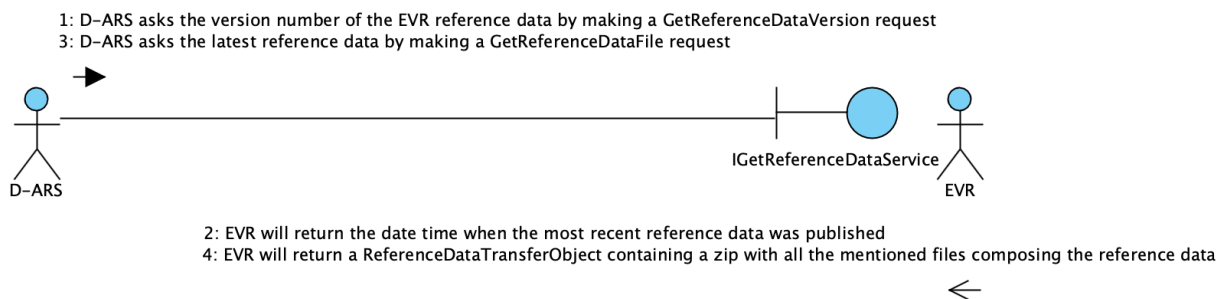 1: D-ARS asks the version number of the EVR reference data by making a GetReferenceDataVersion request
3: D-ARS asks the latest reference data by making a GetReferenceDataFile request
IGetReferenceDataService
D-ARS
EVR
2: EVR will return the date time when the most recent reference data was published
4: EVR will return a ReferenceDataTransferObject containing a zip with all the mentioned files composing the reference data